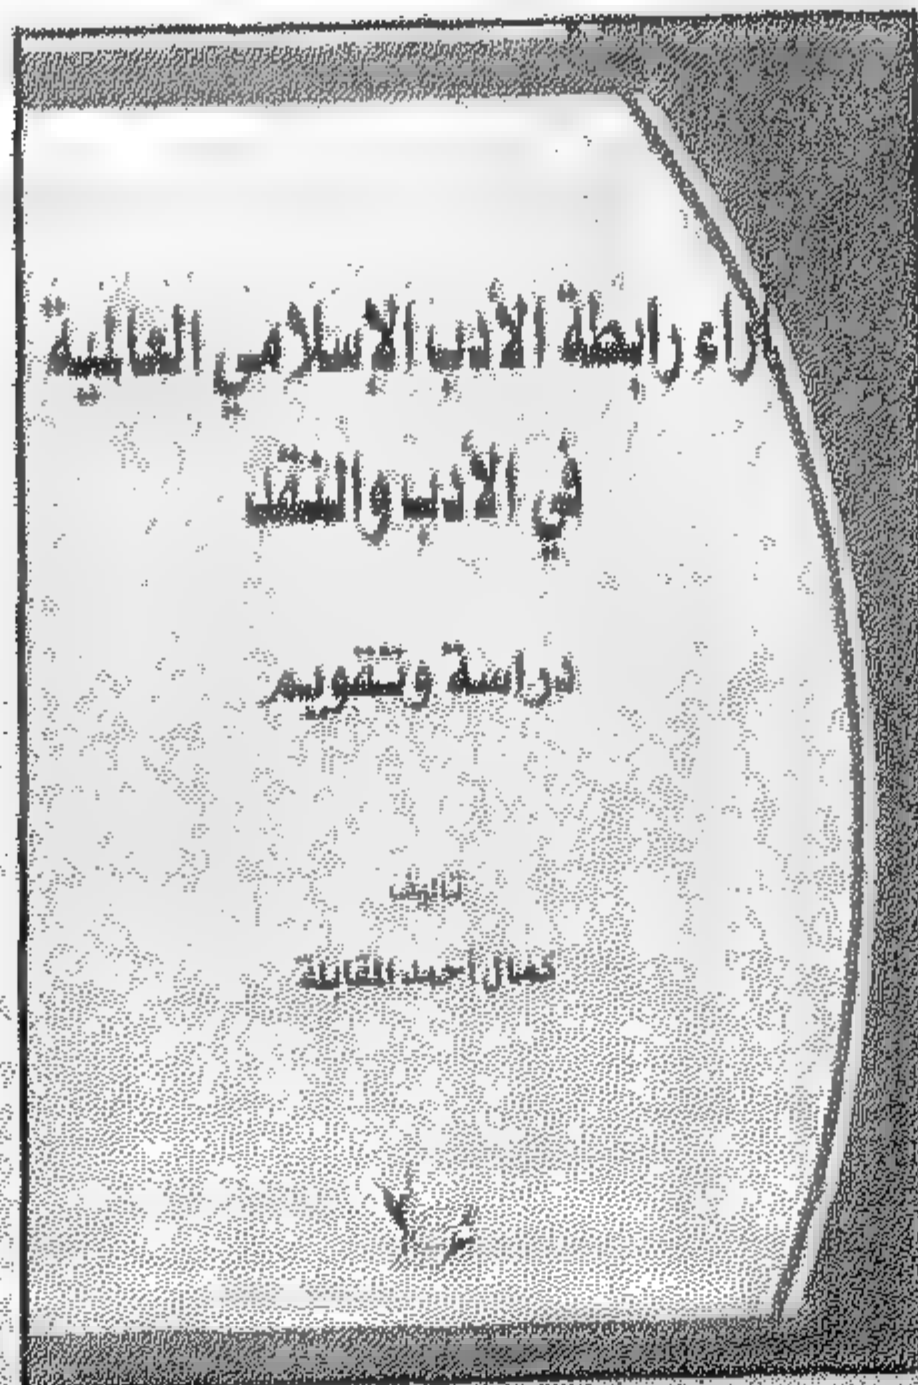 آراء رابطة الأدب الإسلامي العالمية
في الأدب والنقد
دراسة وتقويم
تأليف
كمال أحمد المقابلة